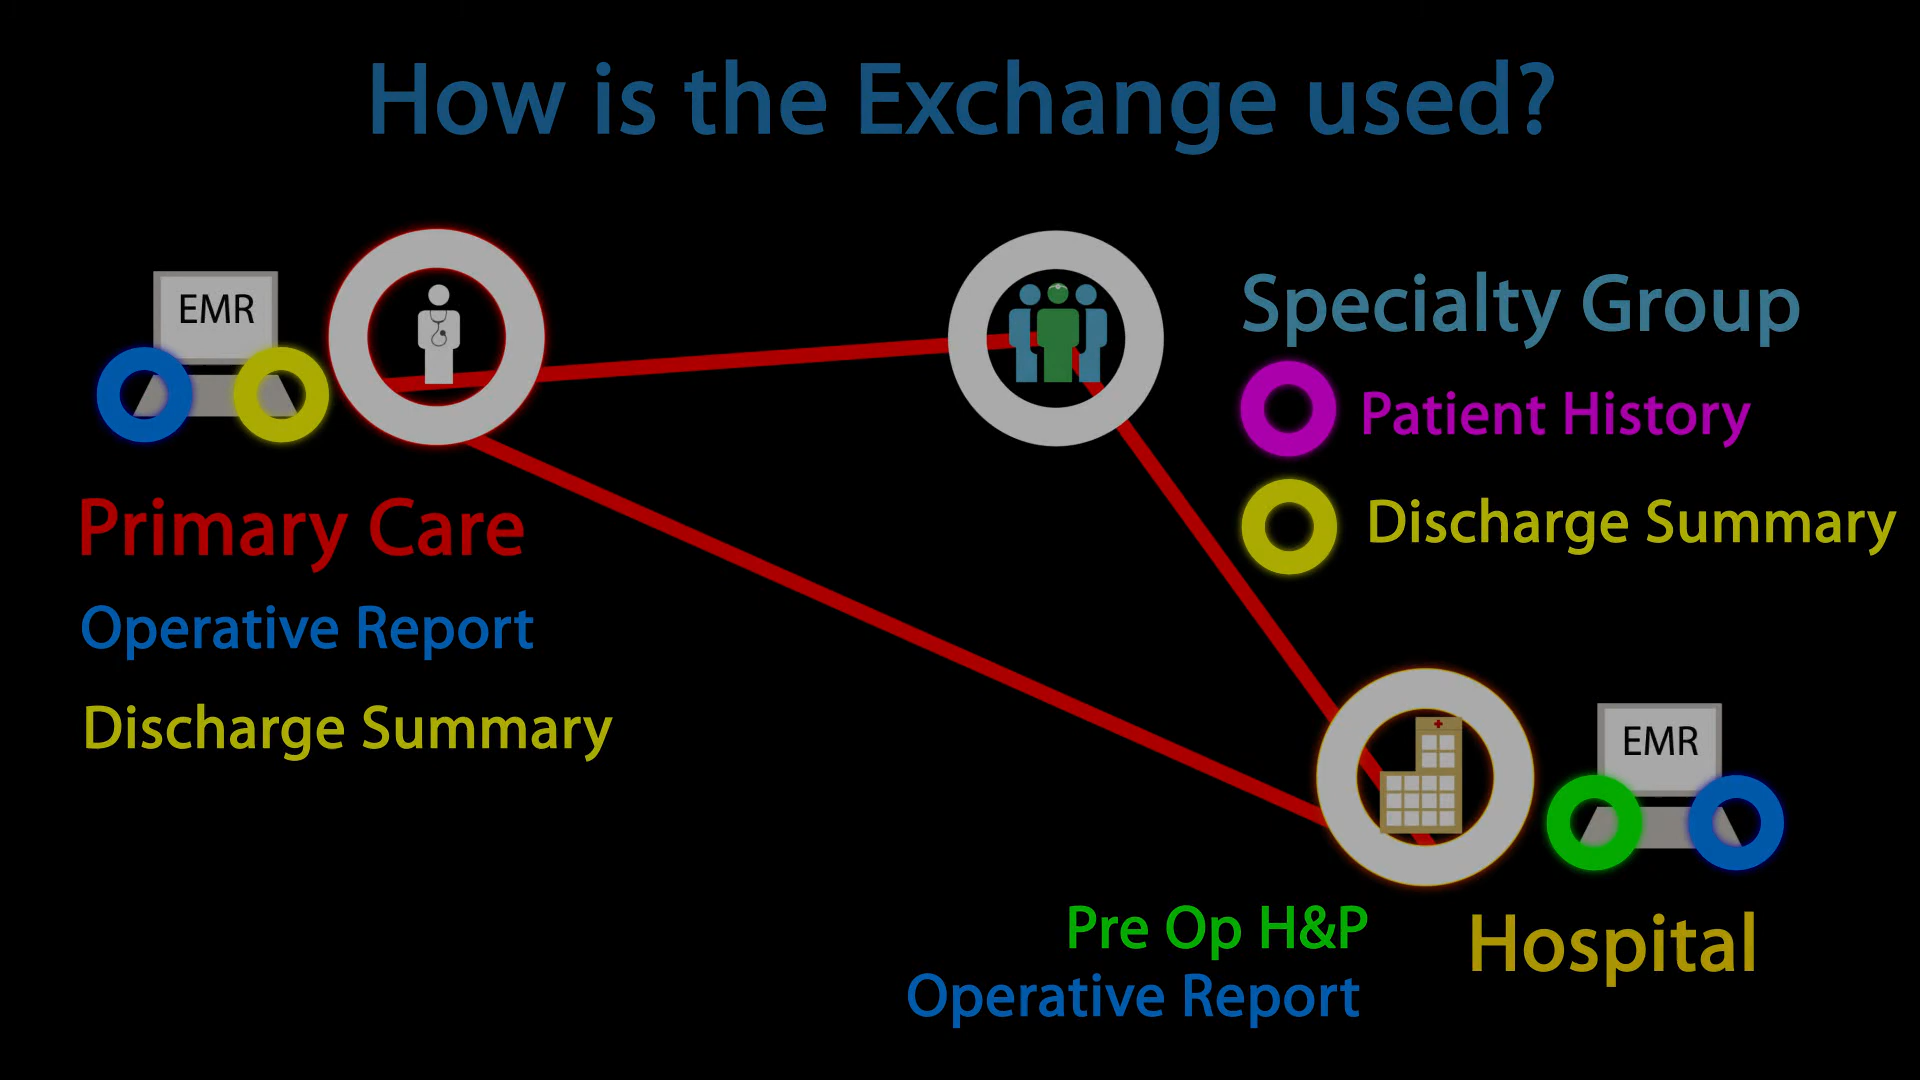 How is the Exchange used?
EMR
Primary Care
Operative Report
Discharge Summary
Specialty Group
Patient History
Discharge Summary
EMR
Hospital
Pre Op H&P
Operative Report